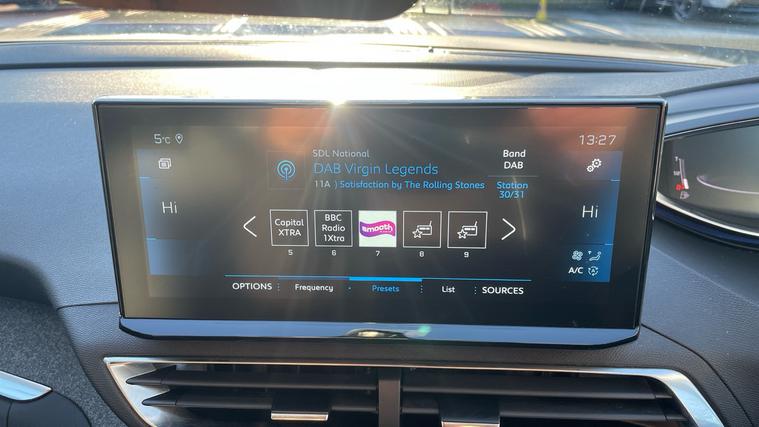 5°C
13:27
SDL National
DAB Virgin Legends
11A ) Satisfaction by The Rolling Stones
Band
DAB
Station
30/31
Hi
Hi
Capital
XTRA
BBC
Radio
1Xtra
smooth
5
6
7
8
9
A/C
OPTIONS
Frequency
Presets
List
SOURCES